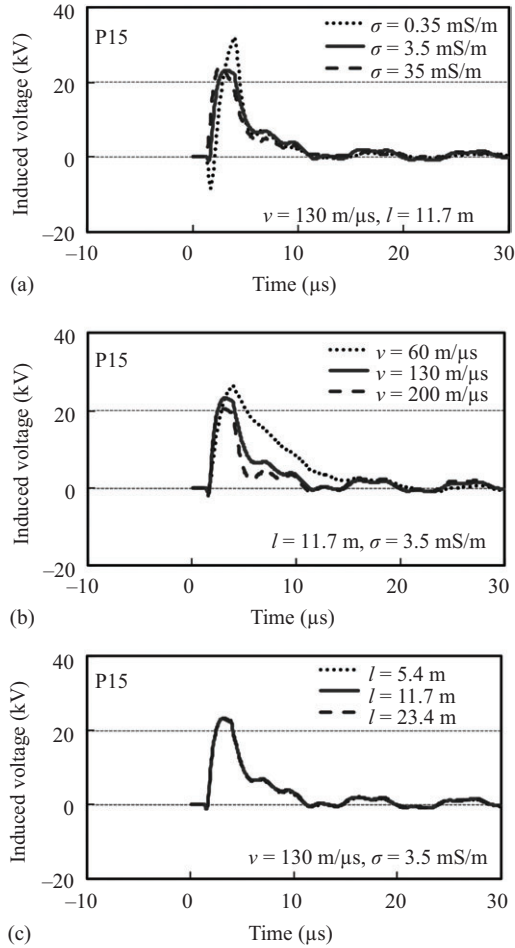 40
P15
σ = 0.35 mS/m
σ = 3.5 mS/m
σ = 35 mS/m
20
0
–20
Induced voltage (kV)
v = 130 m/μs, l = 11.7 m
–10
0
10
20
30
(a)
Time (μs)
40
P15
v = 60 m/μs
v = 130 m/μs
v = 200 m/μs
20
0
–20
Induced voltage (kV)
l = 11.7 m, σ = 3.5 mS/m
–10
0
10
20
30
(b)
Time (μs)
40
P15
l = 5.4 m
l = 11.7 m
l = 23.4 m
20
0
–20
Induced voltage (kV)
v = 130 m/μs, σ = 3.5 mS/m
–10
0
10
20
30
(c)
Time (μs)